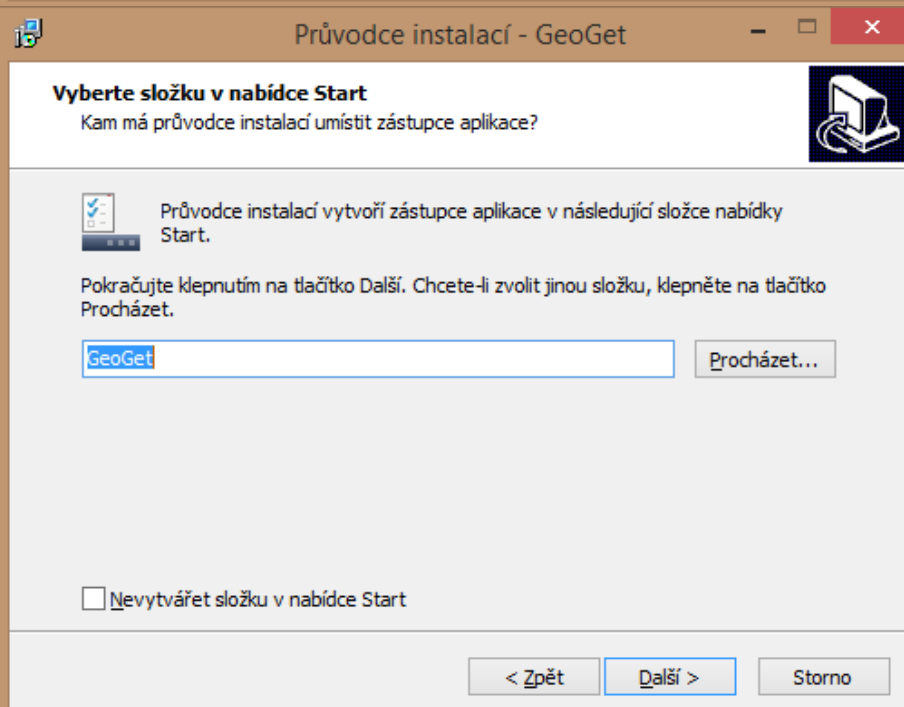 Průvodce instalací - GeoGet
Vyberte složku v nabídce Start
Kam má průvodce instalací umístit zástupce aplikace?
Průvodce instalací vytvoří zástupce aplikace v následující složce nabídky
Start.
Pokračujte klepnutím na tlačítko Další. Chcete-li zvolit jinou složku, klepněte na tlačítko
Procházet.
GeoGet
Procházet...
Nevytvářet složku v nabídce Start
< Zpět
Další >
Storno